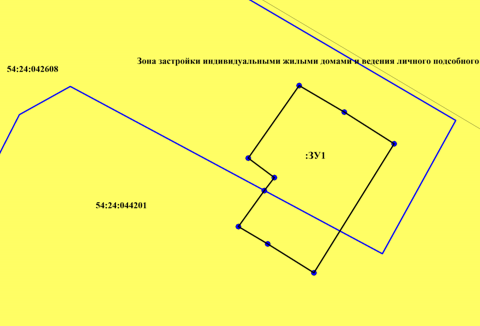 Зона застройки индивидуальными жилыми домами и ведения личного подсобного
54:24:042608
:ЗУ1
54:24:044201